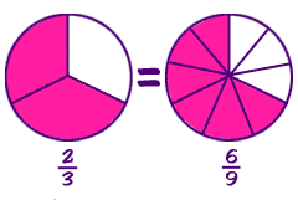 =
2/3 6/9